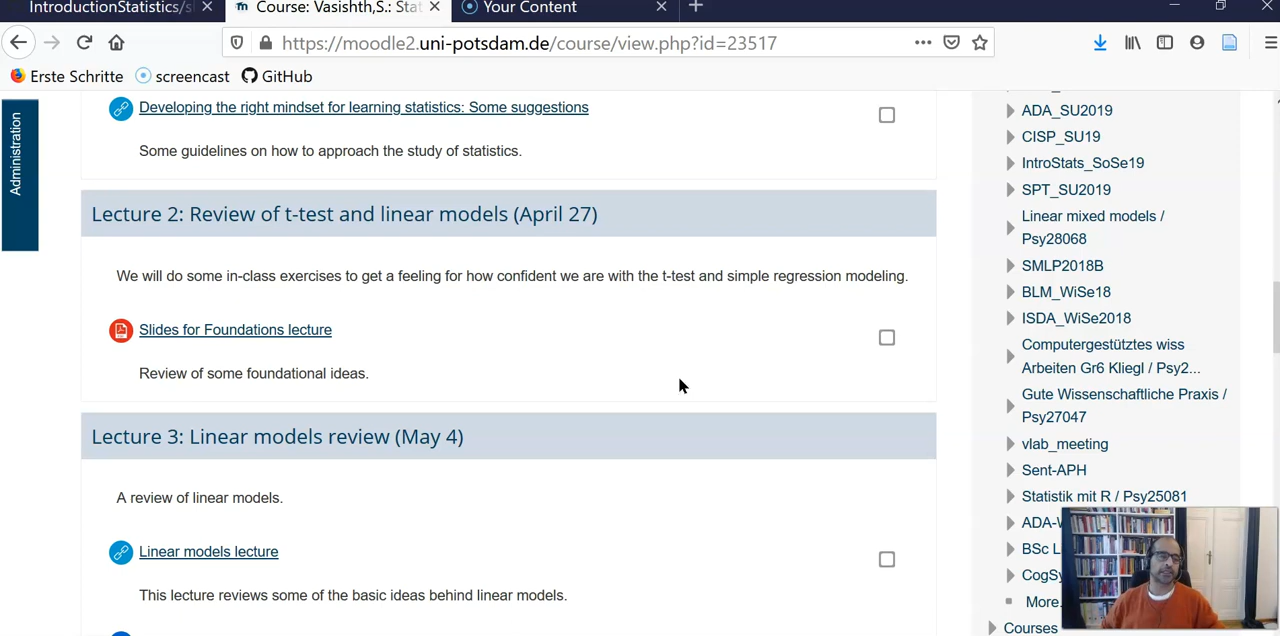 IntroductionStatistics/sl
Course: Vasishth,S.: Stat
Your Content
https://moodle2.uni-potsdam.de/course/view.php?id=23517
Erste Schritte
screencast
GitHub
Administration
Developing the right mindset for learning statistics: Some suggestions
Some guidelines on how to approach the study of statistics.
Lecture 2: Review of t-test and linear models (April 27)
We will do some in-class exercises to get a feeling for how confident we are with the t-test and simple regression modeling.
Slides for Foundations lecture
Review of some foundational ideas.
Lecture 3: Linear models review (May 4)
A review of linear models.
Linear models lecture
This lecture reviews some of the basic ideas behind linear models.
ADA_SU2019
CISP_SU19
IntroStats_SoSe19
SPT_SU2019
Linear mixed models /
Psy28068
SMLP2018B
BLM_WiSe18
ISDA_WiSe2018
Computergestütztes wiss
Arbeiten Gr6 Kliegl / Psy2...
Gute Wissenschaftliche Praxis /
Psy27047
vlab_meeting
Sent-APH
Statistik mit R / Psy25081
ADA-
BSc L
CogSy
More.
Courses